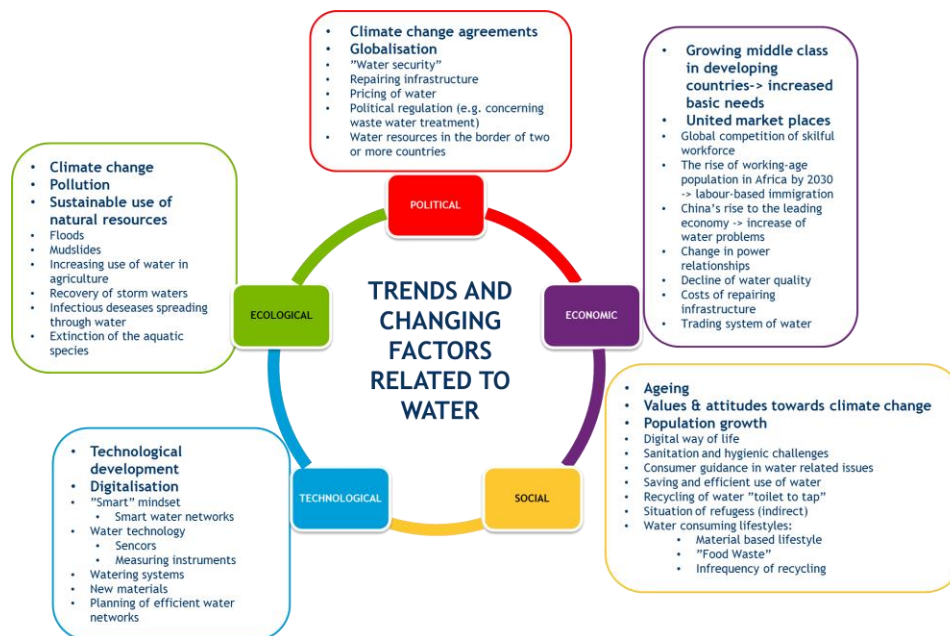 • Climate change agreements
• Globalisation
• "Water security"
• Repairing infrastructure
• Pricing of water
• Political regulation (e.g. concerning
waste water treatment)
• Water resources in the border of two
or more countries
POLITICAL
• Growing middle class
in developing
countries-> increased
basic needs
• United market places
• Global competition of skilful
workforce
• The rise of working-age
population in Africa by 2030
-> labour-based immigration
• China's rise to the leading
economy -> increase of
water problems
• Change in power
relationships
• Decline of water quality
• Costs of repairing
infrastructure
• Trading system of water
ECONOMIC
• Climate change
• Pollution
• Sustainable use of
natural resources
• Floods
• Mudslides
• Increasing use of water in
agriculture
• Recovery of storm waters
• Infectious deseases spreading
through water
• Extinction of the aquatic
species
ECOLOGICAL
TRENDS AND
CHANGING
FACTORS
RELATED TO
WATER
• Ageing
• Values & attitudes towards climate change
• Population growth
• Digital way of life
• Sanitation and hygienic challenges
• Consumer guidance in water related issues
• Saving and efficient use of water
• Recycling of water "toilet to tap"
• Situation of refugess (indirect)
• Water consuming lifestyles:
• Material based lifestyle
• "Food Waste"
• Infrequency of recycling
SOCIAL
• Technological
development
• Digitalisation
• "Smart" mindset
• Smart water networks
• Water technology
• Sencors
• Measuring instruments
• Watering systems
• New materials
• Planning of efficient water
networks
TECHNOLOGICAL